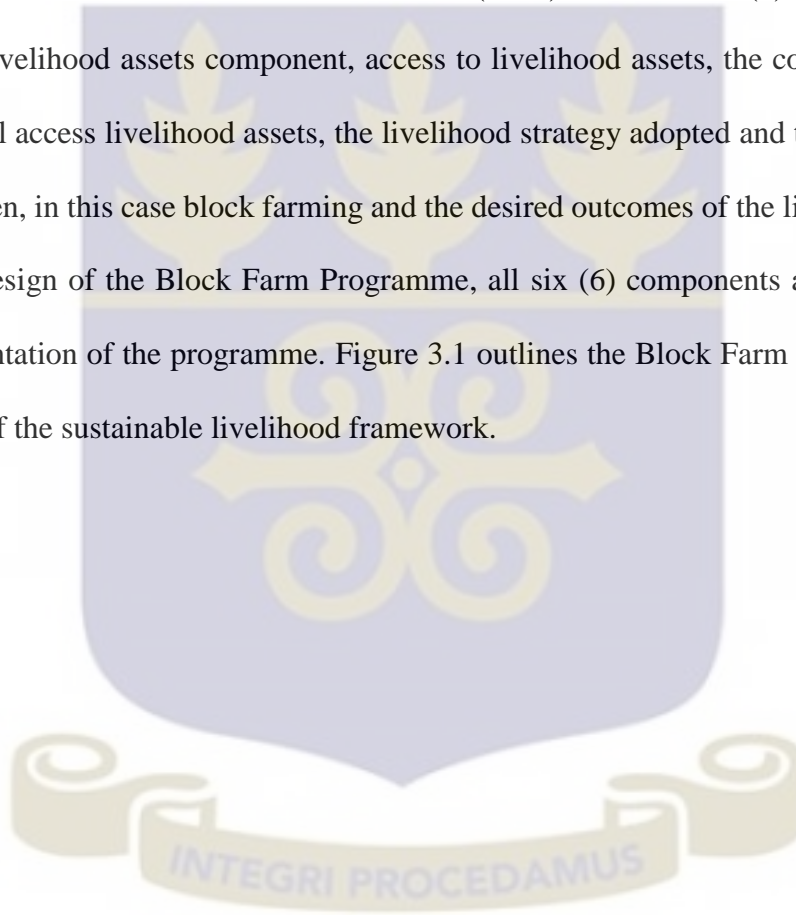 velihood assets component, access to livelihood assets, the co
l access livelihood assets, the livelihood strategy adopted and t
en, in this case block farming and the desired outcomes of the li
esign of the Block Farm Programme, all six (6) components a
ntation of the programme. Figure 3.1 outlines the Block Farm
f the sustainable livelihood framework.
INTEGRI PROCEDAMUS